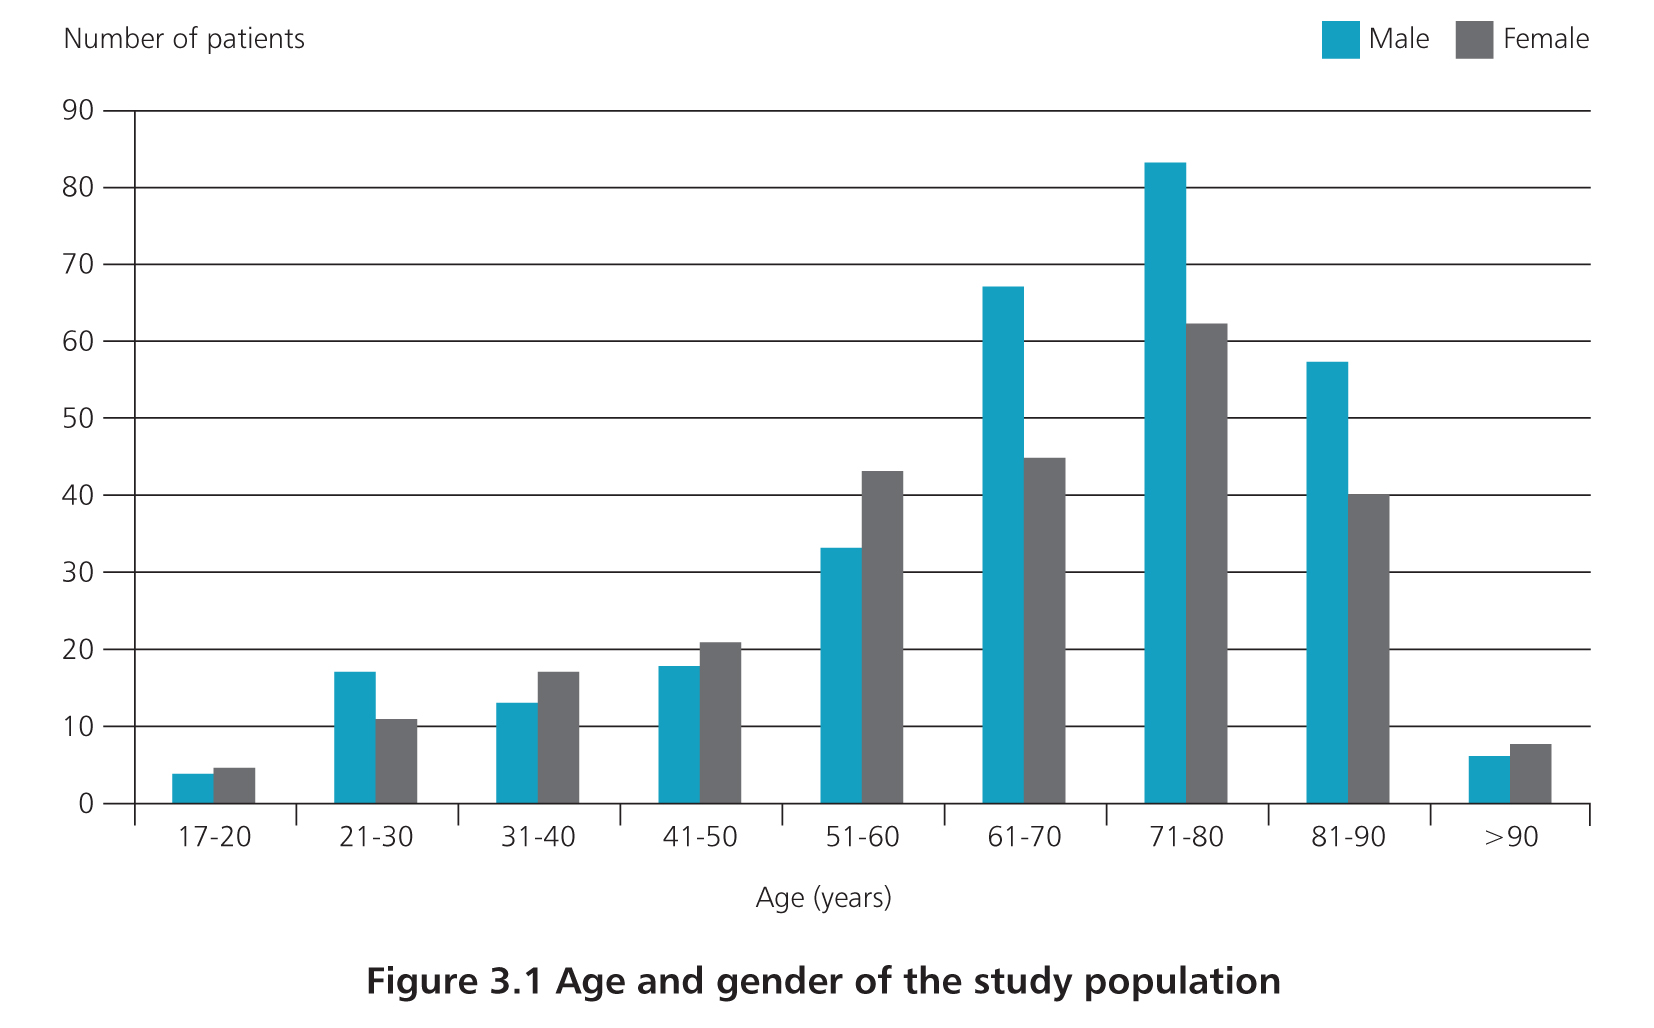 Number of patients
Male Female
90
80
70
60
50
40
30
20
10
0
17-20 21-30 31-40 41-50 51-60 61-70 71-80 81-90 >90
Age (years)
Figure 3.1 Age and gender of the study population